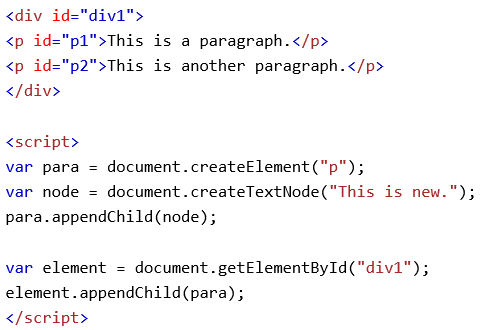 <div id="div1">
<p id="p1">This is a paragraph.</p>
<p id="p2">This is another paragraph.</p>
</div>

<script>
var para = document.createElement("p");
var node = document.createTextNode("This is new.");
para.appendChild(node);

var element = document.getElementById("div1");
element.appendChild(para);
</script>